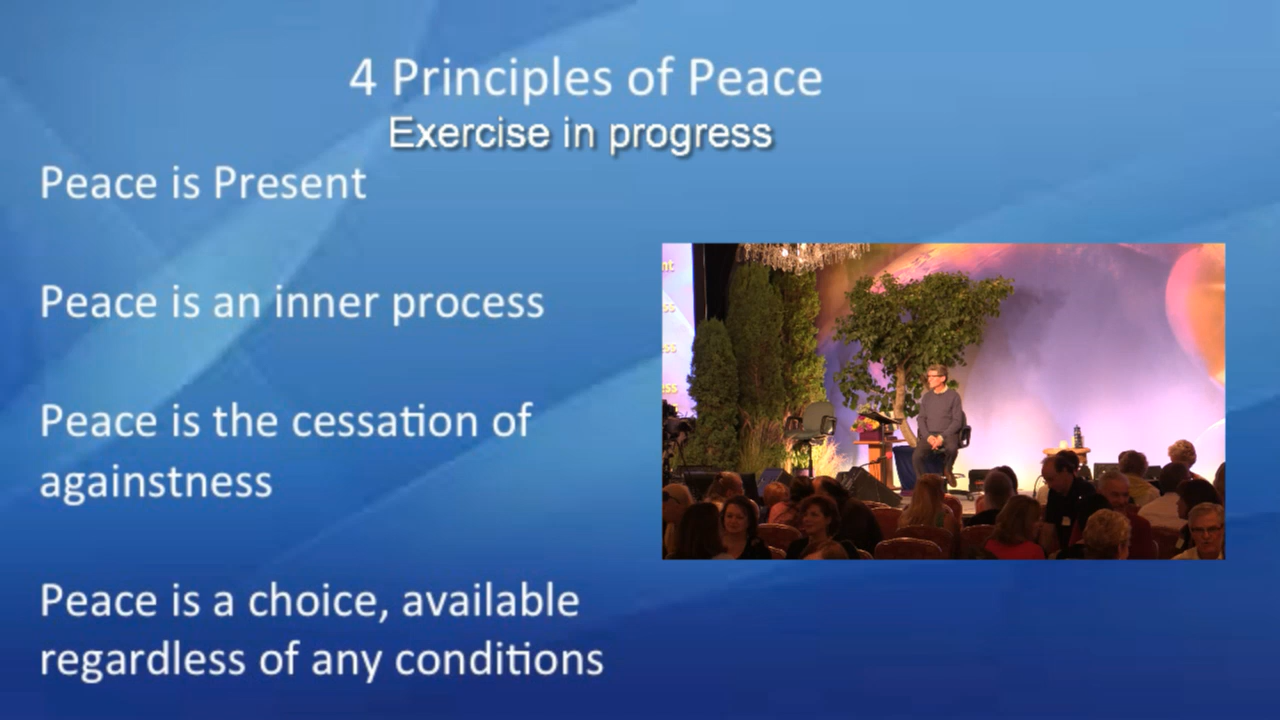 4 Principles of Peace
Exercise in progress
Peace is Present
Peace is an inner process
Peace is the cessation of
againstness
Peace is a choice, available
regardless of any conditions